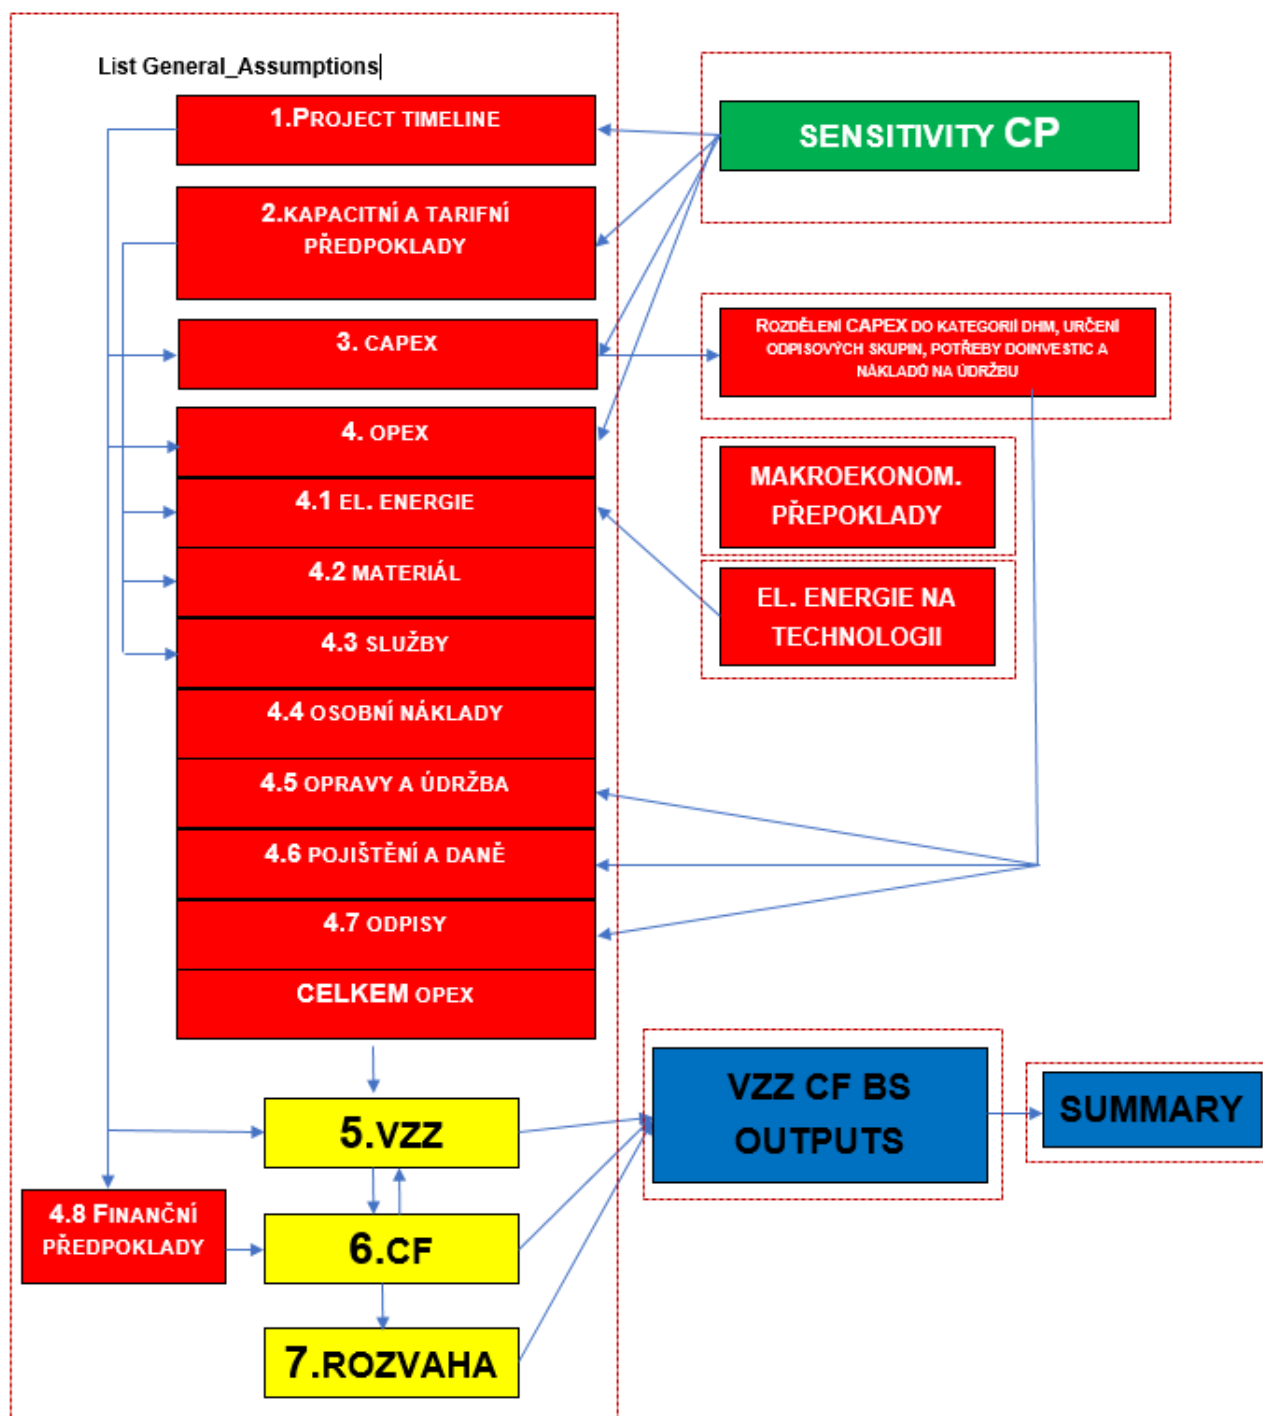 List General_Assumptions
1.PROJECT TIMELINE
2.KAPACITNÍ A TARIFNÍ
PŘEDPOKLADY
3. CAPEX
4. OPEX
4.1 EL. ENERGIE
4.2 MATERIÁL
4.3 SLUŽBY
4.4 OSOBNÍ NÁKLADY
4.5 OPRAVY A ÚDRŽBA
4.6 POJIŠTĚNÍ A DANĚ
4.7 ODPISY
CELKEM OPEX
5.VZZ
4.8 FINANČNÍ
PŘEDPOKLADY
6.CF
7.ROZVAHA
SENSITIVITY CP
ROZDĚLENÍ CAPEX DO KATEGORIÍ DHM, URČENÍ
ODPISOVÝCH SKUPIN, POTŘEBY DOINVESTIC A
NÁKLADŮ NA ÚDRŽBU
MAKROEKONOM.
PŘEPOKLADY
EL. ENERGIE NA
TECHNOLOGII
VZZ CF BS
OUTPUTS
SUMMARY